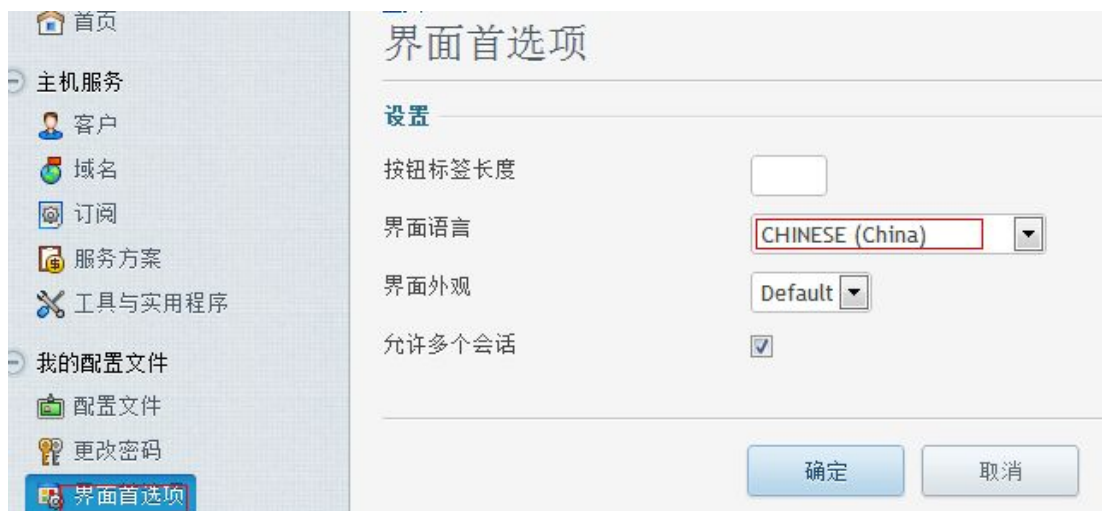 首页
主机服务
客户
域名
订阅
服务方案
工具与实用程序
我的配置文件
配置文件
更改密码
界面首选项
界面首选项
设置
按钮标签长度
界面语言
CHINESE (China)
界面外观
Default
允许多个会话
确定
取消